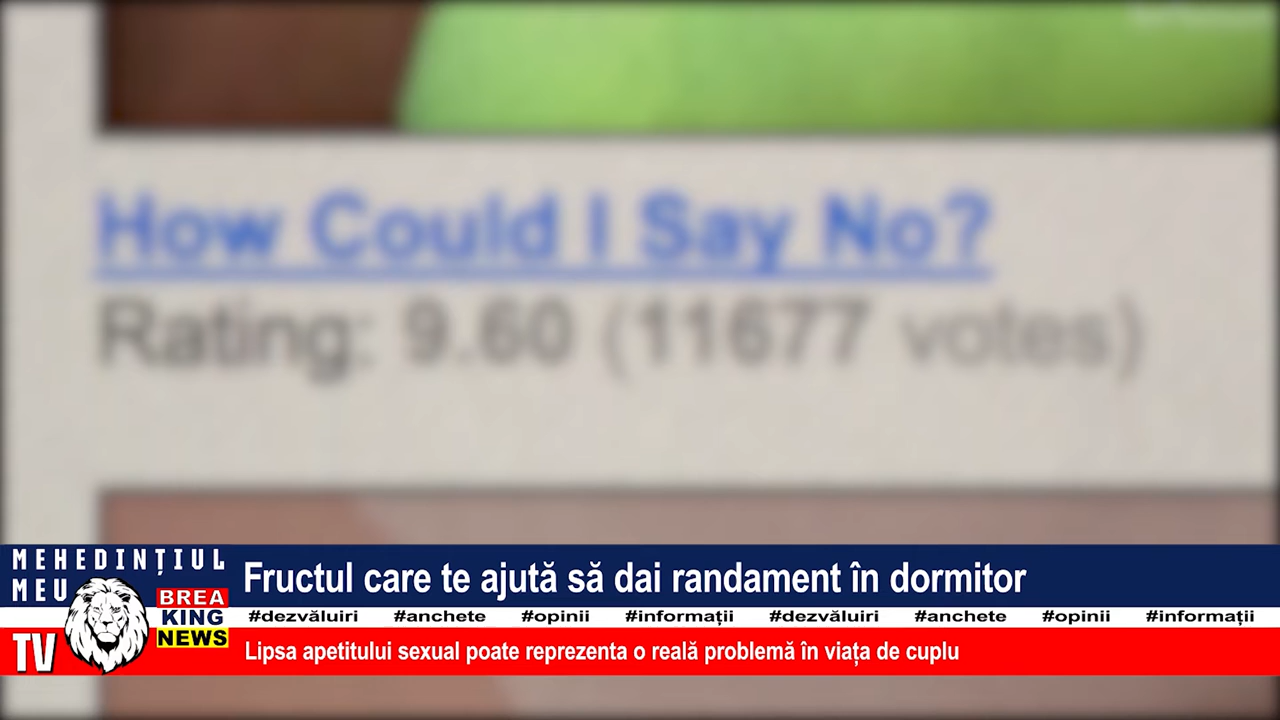 How Could I Say No?
Rating: 9.60 (11677 votes)
MEHEDINȚIUL
MEU
TV
BREA
KING
NEWS
Fructul care te ajută să dai randament în dormitor
#dezvăluiri #anchete #opinii #informații #dezvăluiri #anchete #opinii #informații
Lipsa apetitului sexual poate reprezenta o reală problemă în viața de cuplu